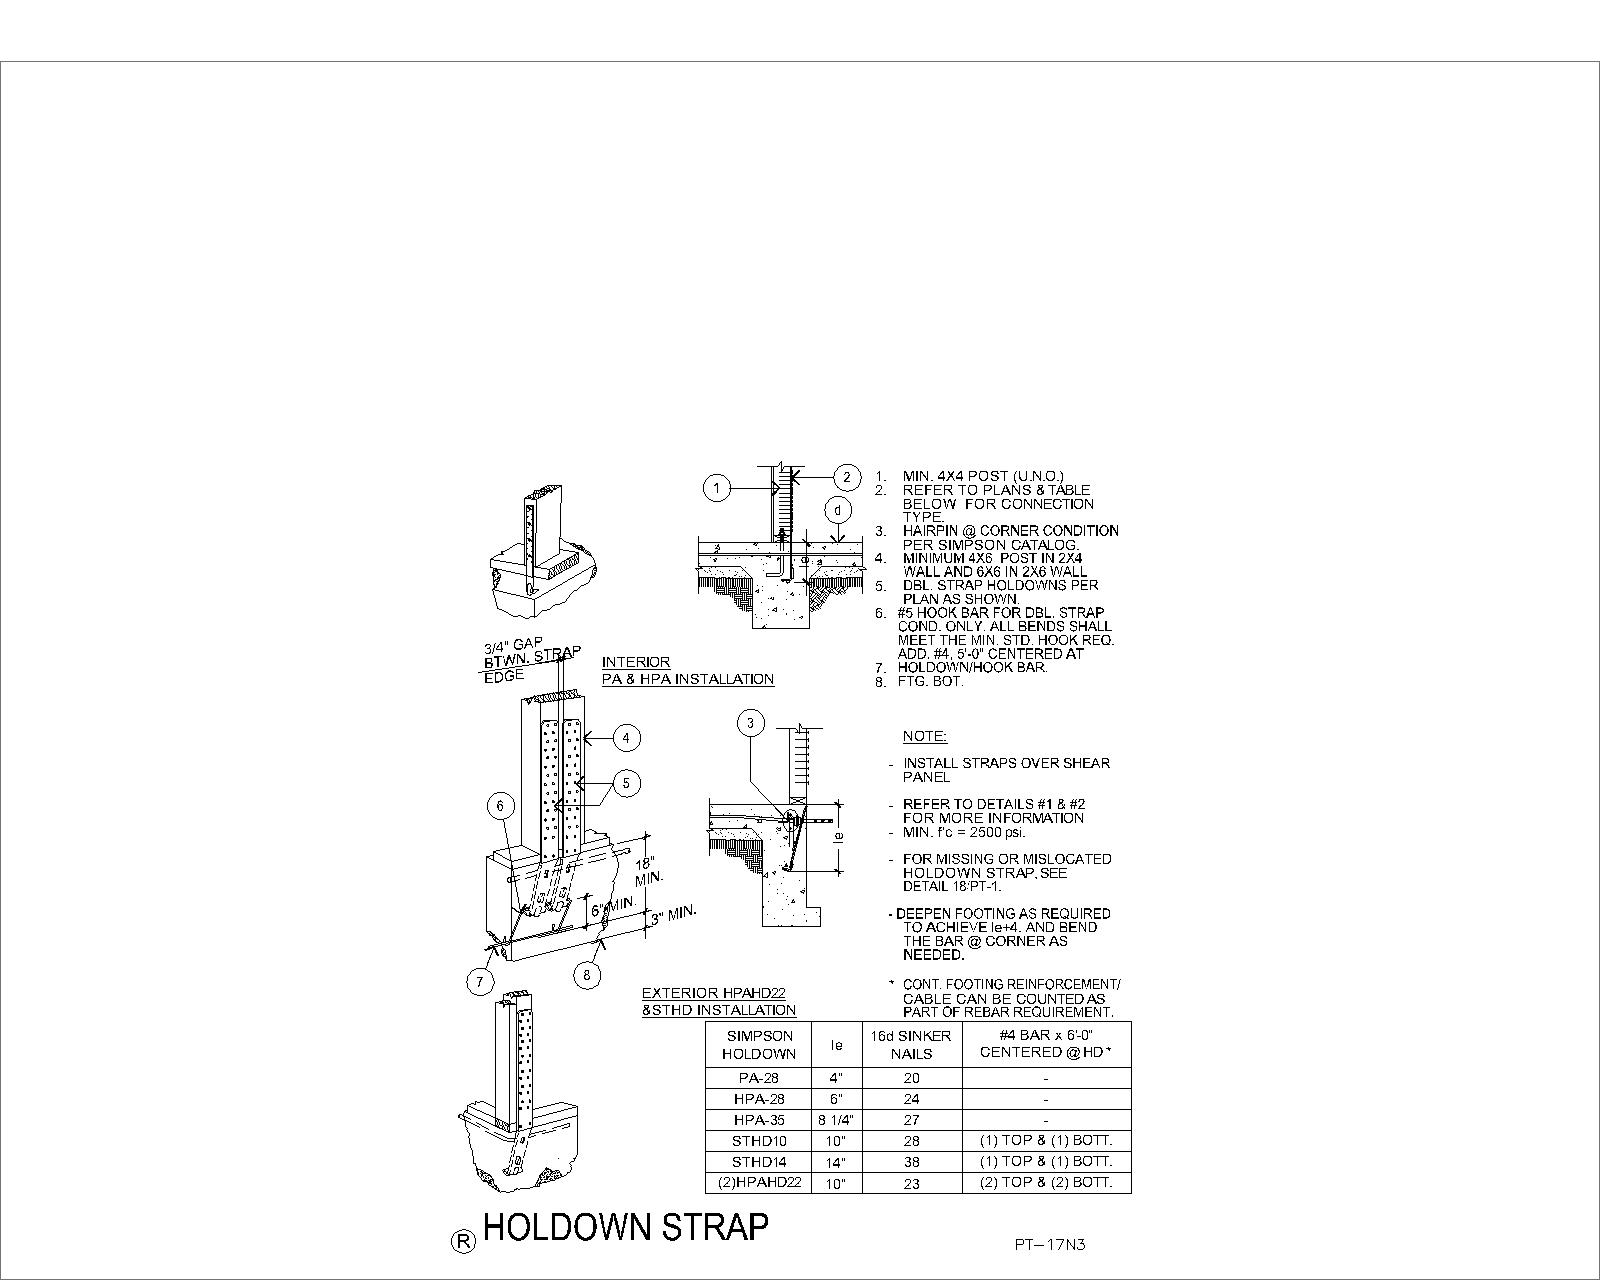 1
2
d
le
1. MIN. 4X4 POST (U.N.O.)
2. REFER TO PLANS & TABLE
BELOW FOR CONNECTION
TYPE.
3. HAIRPIN @ CORNER CONDITION
PER SIMPSON CATALOG.
4. MINIMUM 4X6 POST IN 2X4
WALL AND 6X6 IN 2X6 WALL
5. DBL. STRAP HOLDOWNS PER
PLAN AS SHOWN.
6. #5 HOOK BAR FOR DBL. STRAP
COND. ONLY. ALL BENDS SHALL
MEET THE MIN. STD. HOOK REQ.
ADD. #4, 5'-0" CENTERED AT
7. HOLDOWN/HOOK BAR.
8. FTG. BOT.
3/4" GAP
BTWN. STRAP
EDGE
INTERIOR
PA & HPA INSTALLATION
4
5
6
18"
MIN.
6" MIN.
3" MIN.
7
8
3
le
NOTE:
- INSTALL STRAPS OVER SHEAR
PANEL
- REFER TO DETAILS #1 & #2
FOR MORE INFORMATION
- MIN. f'c = 2500 psi.
- FOR MISSING OR MISLOCATED
HOLDOWN STRAP, SEE
DETAIL 18/PT-1.
- DEEPEN FOOTING AS REQUIRED
TO ACHIEVE le+4. AND BEND
THE BAR @ CORNER AS
NEEDED.
* CONT. FOOTING REINFORCEMENT/
CABLE CAN BE COUNTED AS
PART OF REBAR REQUIREMENT.
EXTERIOR HPAHD22
&STHD INSTALLATION
SIMPSON HOLDOWN le 16d SINKER NAILS #4 BAR x 6'-0" CENTERED @ HD *
PA-28 4" 20 -
HPA-28 6" 24 -
HPA-35 8 1/4" 27 -
STHD10 10" 28 (1) TOP & (1) BOTT.
STHD14 14" 38 (1) TOP & (1) BOTT.
(2)HPAHD22 10" 23 (2) TOP & (2) BOTT.
R HOLDOWN STRAP
PT-17N3